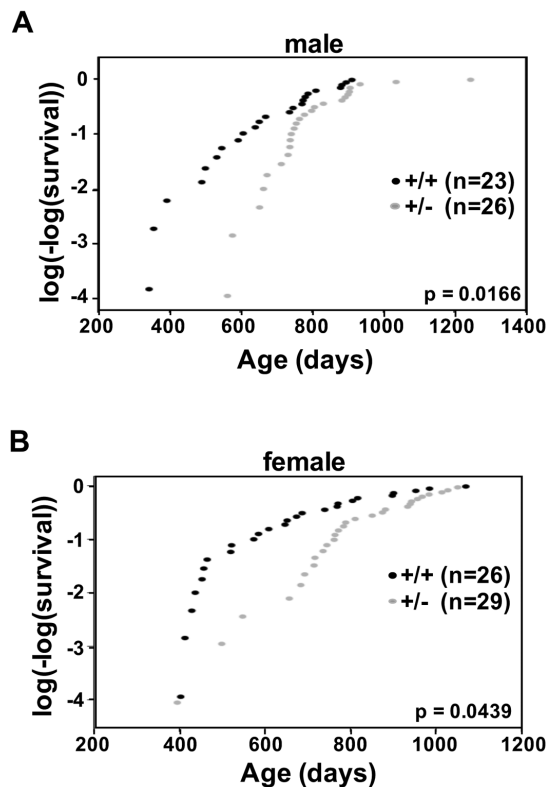 A
male
log(-log(survival))
0
-1
-2
-3
-4
+/+ (n=23)
+/- (n=26)
p = 0.0166
200 400 600 800 1000 1200 1400
Age (days)
B
female
log(-log(survival))
0
-1
-2
-3
-4
+/+ (n=26)
+/- (n=29)
p = 0.0439
200 400 600 800 1000 1200
Age (days)